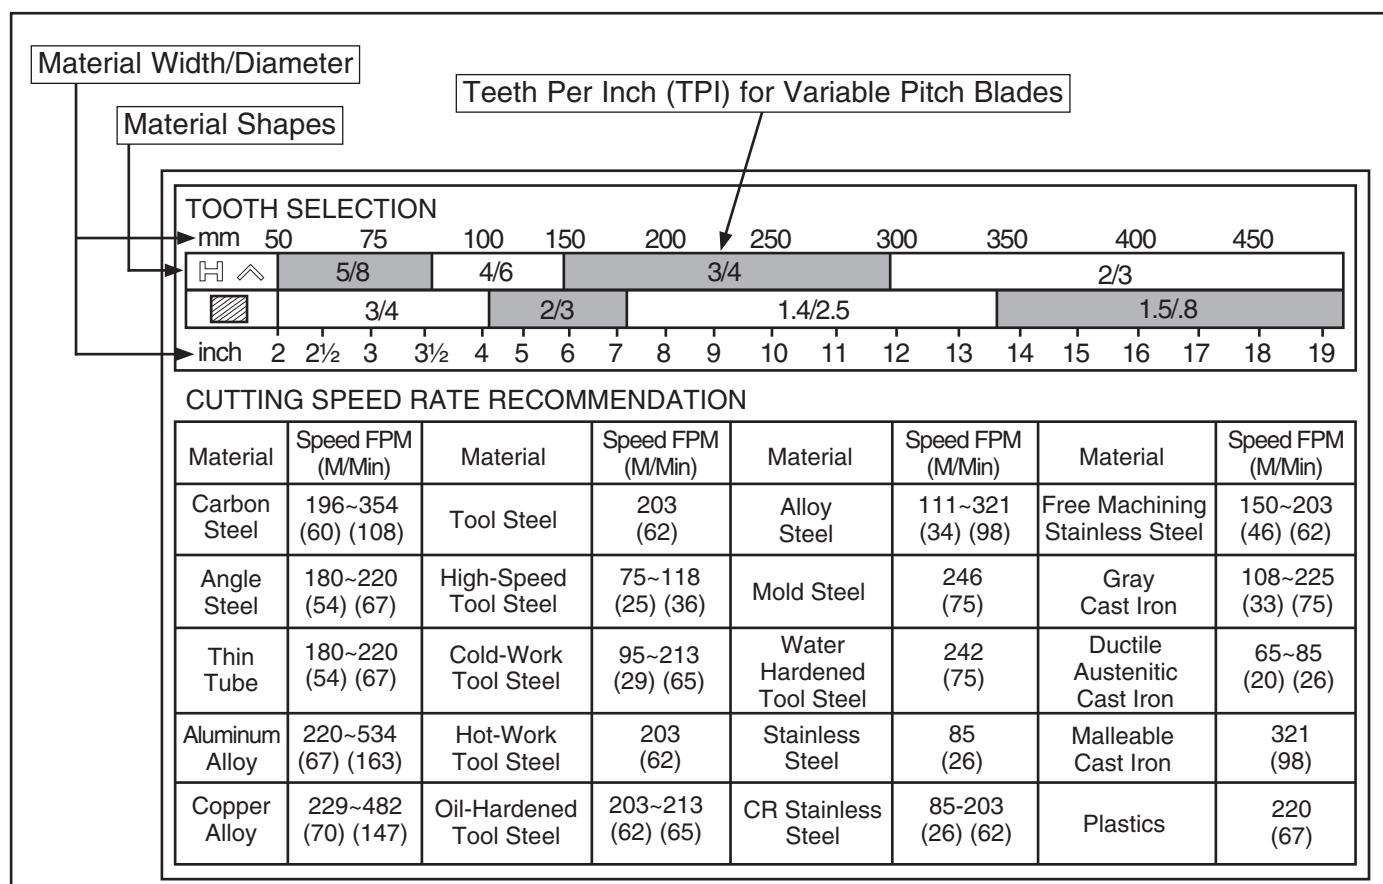 Material Width/Diameter
Teeth Per Inch (TPI) for Variable Pitch Blades
Material Shapes
TOOTH SELECTION
mm 50 75 100 150 200 250 300 350 400 450
5/8 4/6 3/4 2/3
3/4 2/3 1.4/2.5 1.5/.8
inch 2 2½ 3 3½ 4 5 6 7 8 9 10 11 12 13 14 15 16 17 18 19
CUTTING SPEED RATE RECOMMENDATION
Material Speed FPM (M/Min) Material Speed FPM (M/Min) Material Speed FPM (M/Min) Material Speed FPM (M/Min)
Carbon Steel 196~354 (60) (108) Tool Steel 203 (62) Alloy Steel 111~321 (34) (98) Free Machining Stainless Steel 150~203 (46) (62)
Angle Steel 180~220 (54) (67) High-Speed Tool Steel 75~118 (25) (36) Mold Steel 246 (75) Gray Cast Iron 108~225 (33) (75)
Thin Tube 180~220 (54) (67) Cold-Work Tool Steel 95~213 (29) (65) Water Hardened Tool Steel 242 (75) Ductile Austenitic Cast Iron 65~85 (20) (26)
Aluminum Alloy 220~534 (67) (163) Hot-Work Tool Steel 203 (62) Stainless Steel 85 (26) Malleable Cast Iron 321 (98)
Copper Alloy 229~482 (70) (147) Oil-Hardened Tool Steel 203~213 (62) (65) CR Stainless Steel 85-203 (26) (62) Plastics 220 (67)